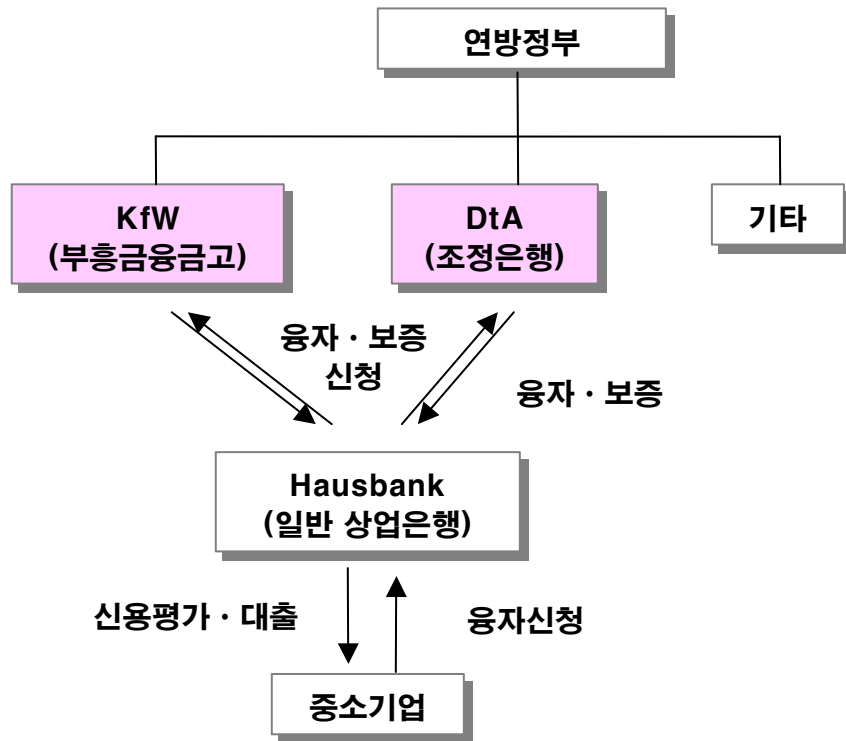 연방정부
KfW
(부흥금융금고)
DtA
(조정은행)
기타
융자 · 보증
신청
융자 · 보증
Hausbank
(일반 상업은행)
신용평가 · 대출
융자신청
중소기업